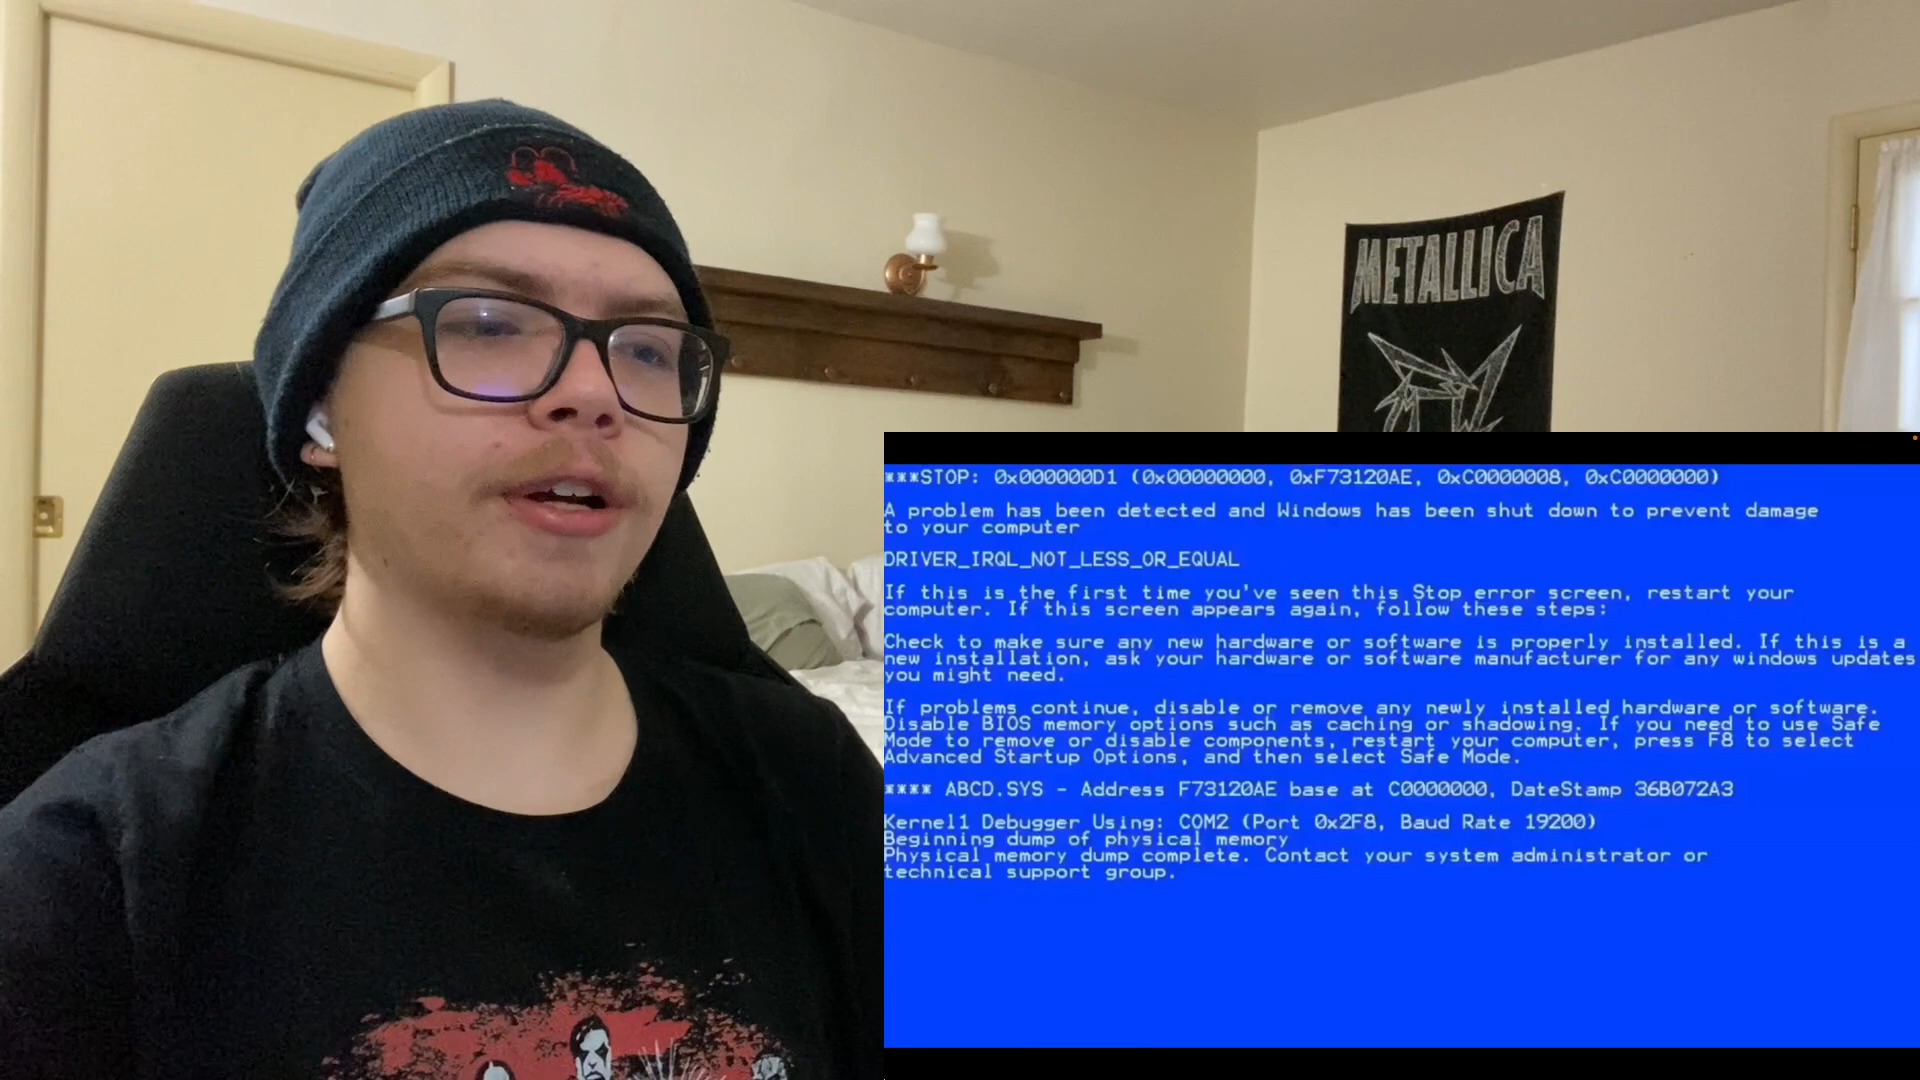 METALLICA
***STOP: 0x000000D1 (0x00000000, 0xF73120AE, 0xC0000008, 0xC0000000)
A problem has been detected and Windows has been shut down to prevent damage
to your computer
DRIVER_IRQL_NOT_LESS_OR_EQUAL
If this is the first time you've seen this Stop error screen, restart your
computer. If this screen appears again, follow these steps:
Check to make sure any new hardware or software is properly installed. If this is a
new installation, ask your hardware or software manufacturer for any windows updates
you might need.
If problems continue, disable or remove any newly installed hardware or software.
Disable BIOS memory options such as caching or shadowing. If you need to use Safe
Mode to remove or disable components, restart your computer, press F8 to select
Advanced Startup Options, and then select Safe Mode.
**** ABCD.SYS - Address F73120AE base at C0000000, DateStamp 36B072A3
Kernel1 Debugger Using: COM2 (Port 0x2F8, Baud Rate 19200)
Beginning dump of physical memory
Physical memory dump complete. Contact your system administrator or
technical support group.